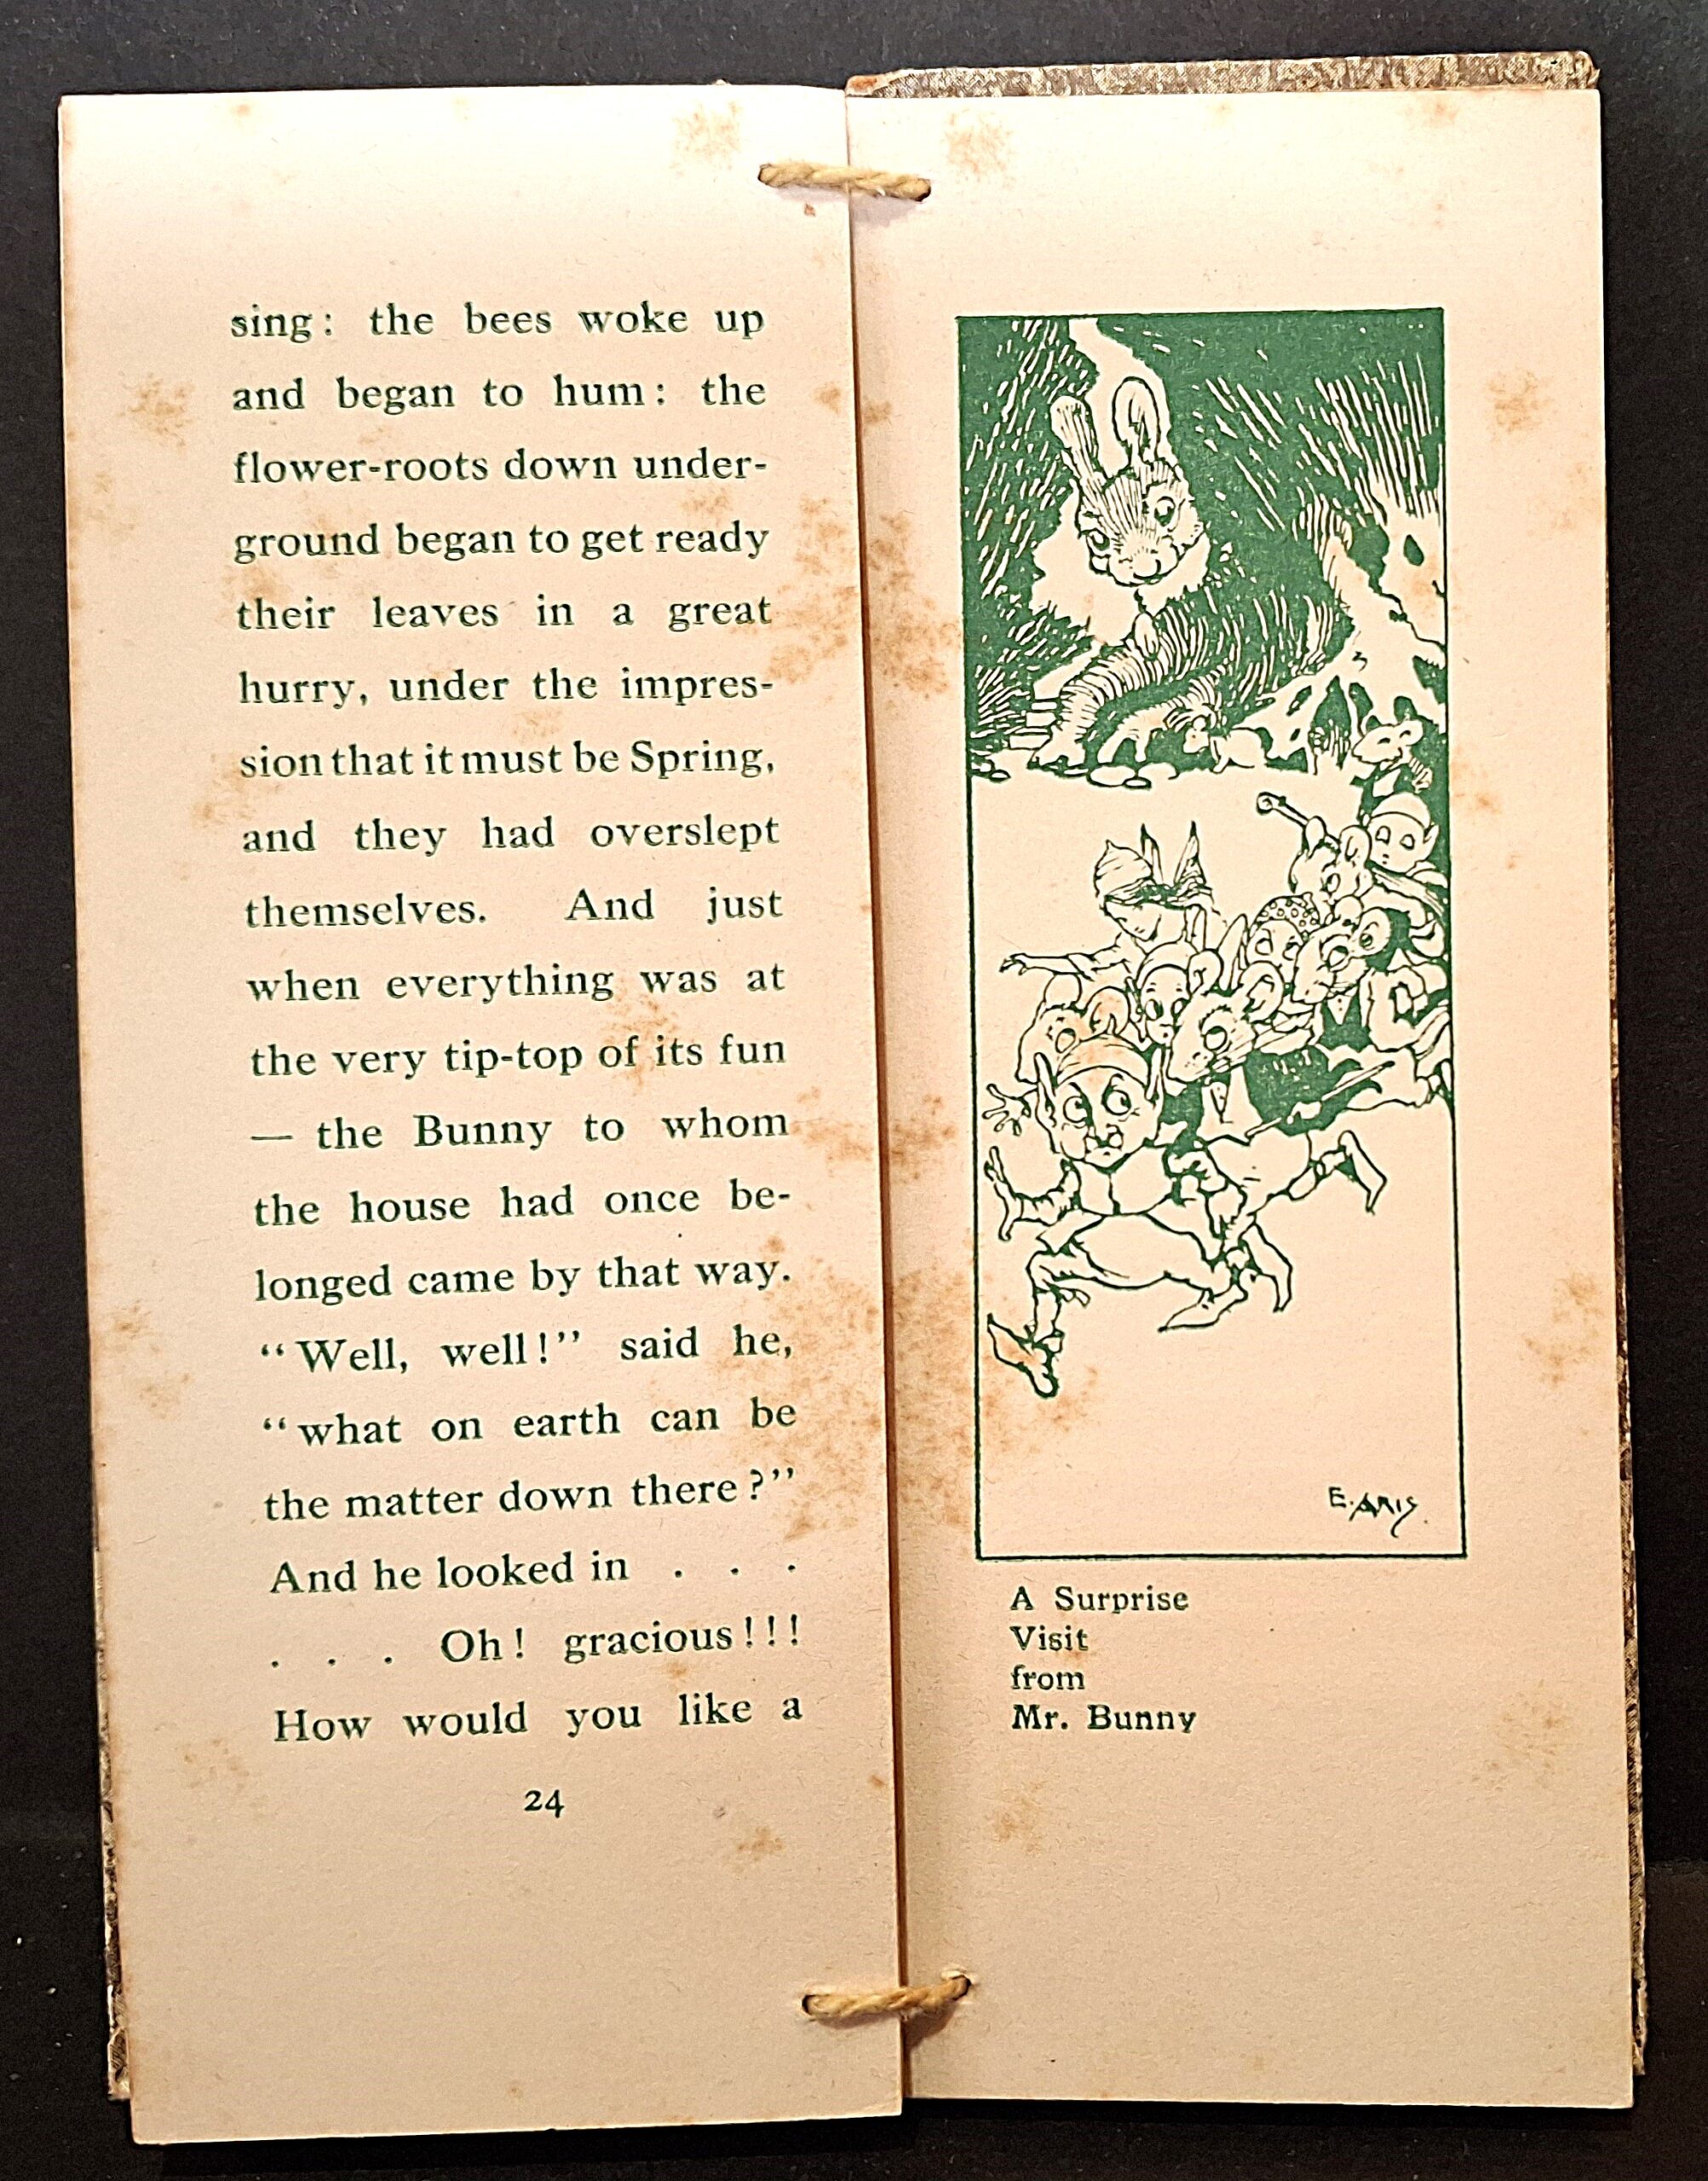 sing: the bees woke up
and began to hum: the
flower-roots down under-
ground began to get ready
their leaves in a great
hurry, under the impres-
sion that it must be Spring,
and they had overslept
themselves. And just
when everything was at
the very tip-top of its fun
— the Bunny to whom
the house had once be-
longed came by that way.
“Well, well!” said he,
“what on earth can be
the matter down there?”
And he looked in . . .
. . . Oh! gracious!!!
How would you like a
24
E. ARIS.
A Surprise
Visit
from
Mr. Bunny